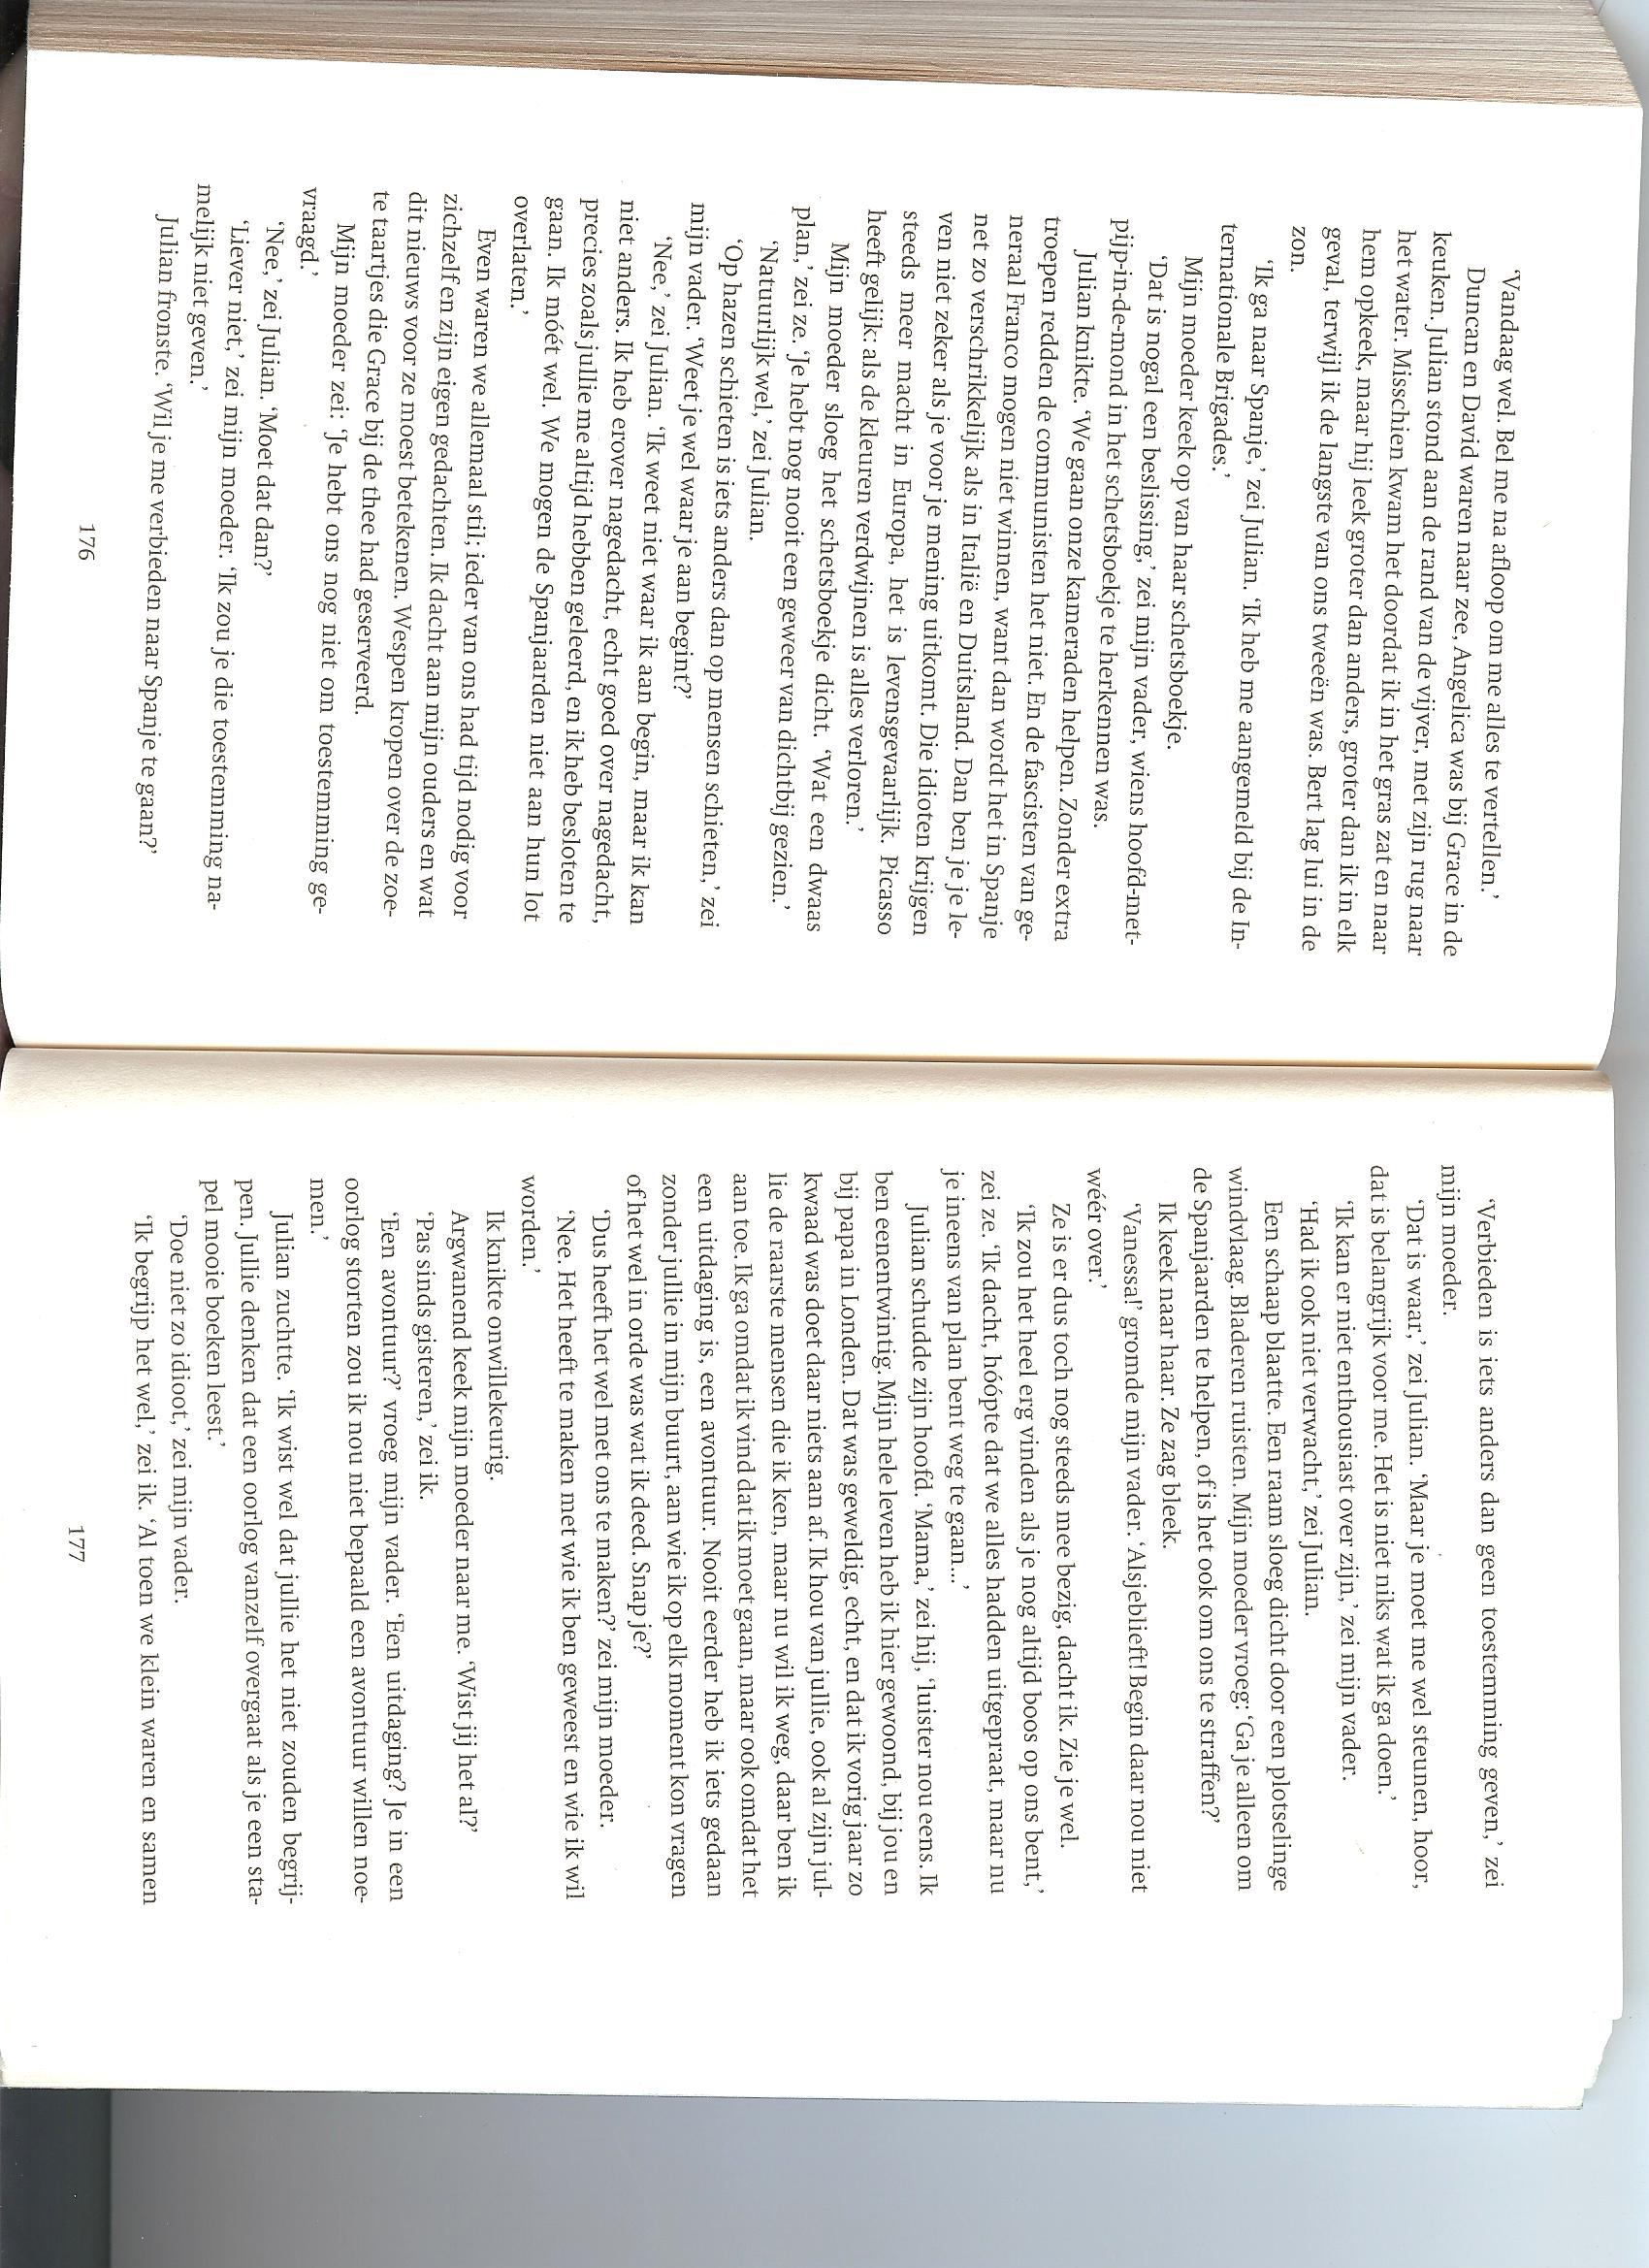 ‘Vandaag wel. Bel me na afloop om me alles te vertellen.’
Duncan en David waren naar zee, Angelica was bij Grace in de
keuken. Julian stond aan de rand van de vijver, met zijn rug naar
het water. Misschien kwam het doordat ik in het gras zat en naar
hem opkeek, maar hij leek groter dan anders, groter dan ik in elk
geval, terwijl ik de langste van ons tweeën was. Bert lag lui in de
zon.
‘Ik ga naar Spanje,’ zei Julian. ‘Ik heb me aangemeld bij de In-
ternationale Brigades.’
Mijn moeder keek op van haar schetsboekje.
‘Dat is nogal een beslissing,’ zei mijn vader, wiens hoofd-met-
pijp-in-de-mond in het schetsboekje te herkennen was.
Julian knikte. ‘We gaan onze kameraden helpen. Zonder extra
troepen redden de communisten het niet. En de fascisten van ge-
neraal Franco mogen niet winnen, want dan wordt het in Spanje
net zo verschrikkelijk als in Italië en Duitsland. Dan ben je je le-
ven niet zeker als je voor je mening uitkomt. Die idioten krijgen
steeds meer macht in Europa, het is levensgevaarlijk. Picasso
heeft gelijk: als de kleuren verdwijnen is alles verloren.’
Mijn moeder sloeg het schetsboekje dicht. ‘Wat een dwaas
plan,’ zei ze. ‘Je hebt nog nooit een geweer van dichtbij gezien.’
‘Natuurlijk wel,’ zei Julian.
‘Op hazen schieten is iets anders dan op mensen schieten,’ zei
mijn vader. ‘Weet je wel waar je aan begint?’
‘Nee,’ zei Julian. ‘Ik weet niet waar ik aan begin, maar ik kan
niet anders. Ik heb erover nagedacht, echt goed over nagedacht,
precies zoals jullie me altijd hebben geleerd, en ik heb besloten te
gaan. Ik móét wel. We mogen de Spanjaarden niet aan hun lot
overlaten.’
Even waren we allemaal stil; ieder van ons had tijd nodig voor
zichzelf en zijn eigen gedachten. Ik dacht aan mijn ouders en wat
dit nieuws voor ze moest betekenen. Wespen kropen over de zoe-
te taartjes die Grace bij de thee had geserveerd.
Mijn moeder zei: ‘Je hebt ons nog niet om toestemming ge-
vraagd.’
‘Nee,’ zei Julian. ‘Moet dat dan?’
‘Liever niet,’ zei mijn moeder. ‘Ik zou je die toestemming na-
melijk niet geven.’
Julian fronste. ‘Wil je me verbieden naar Spanje te gaan?’
176
‘Verbieden is iets anders dan geen toestemming geven,’ zei
mijn moeder.
‘Dat is waar,’ zei Julian. ‘Maar je moet me wel steunen, hoor,
dat is belangrijk voor me. Het is niet niks wat ik ga doen.’
‘Ik kan er niet enthousiast over zijn,’ zei mijn vader.
‘Had ik ook niet verwacht,’ zei Julian.
Een schaap blaatte. Een raam sloeg dicht door een plotselinge
windvlaag. Bladeren ruisten. Mijn moeder vroeg: ‘Ga je alleen om
de Spanjaarden te helpen, of is het ook om ons te straffen?’
Ik keek naar haar. Ze zag bleek.
‘Vanessa!’ gromde mijn vader. ‘Alsjeblieft! Begin daar nou niet
wéér over.’
Ze is er dus toch nog steeds mee bezig, dacht ik. Zie je wel.
‘Ik zou het heel erg vinden als je nog altijd boos op ons bent,’
zei ze. ‘Ik dacht, hóópte dat we alles hadden uitgepraat, maar nu
je ineens van plan bent weg te gaan...’
Julian schudde zijn hoofd. ‘Mama,’ zei hij, ‘luister nou eens. Ik
ben eenentwintig. Mijn hele leven heb ik hier gewoond, bij jou en
bij papa in Londen. Dat was geweldig, echt, en dat ik vorig jaar zo
kwaad was doet daar niets aan af. Ik hou van jullie, ook al zijn jul-
lie de raarste mensen die ik ken, maar nu wil ik weg, daar ben ik
aan toe. Ik ga omdat ik vind dat ik moet gaan, maar ook omdat het
een uitdaging is, een avontuur. Nooit eerder heb ik iets gedaan
zonder jullie in mijn buurt, aan wie ik op elk moment kon vragen
of het wel in orde was wat ik deed. Snap je?’
‘Dus heeft het wel met ons te maken?’ zei mijn moeder.
‘Nee. Het heeft te maken met wie ik ben geweest en wie ik wil
worden.’
Ik knikte onwillekeurig.
Argwanend keek mijn moeder naar me. ‘Wist jij het al?’
‘Pas sinds gisteren,’ zei ik.
‘Een avontuur?’ vroeg mijn vader. ‘Een uitdaging? Je in een
oorlog storten zou ik nou niet bepaald een avontuur willen noe-
men.’
Julian zuchtte. ‘Ik wist wel dat jullie het niet zouden begrij-
pen. Jullie denken dat een oorlog vanzelf overgaat als je een sta-
pel mooie boeken leest.’
‘Doe niet zo idioot,’ zei mijn vader.
‘Ik begrijp het wel,’ zei ik. ‘Al toen we klein waren en samen
177